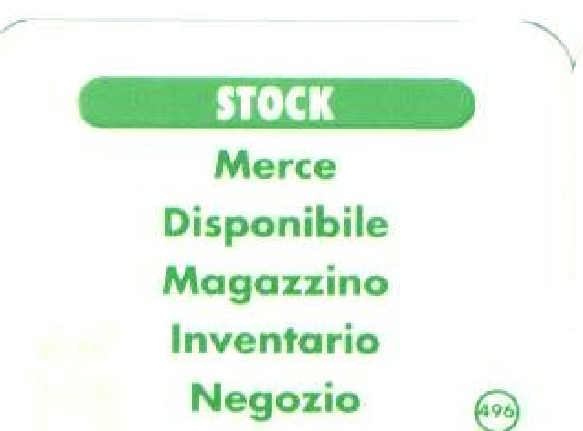 STOCK
Merce
Disponibile
Magazzino
Inventario
Negozio
496